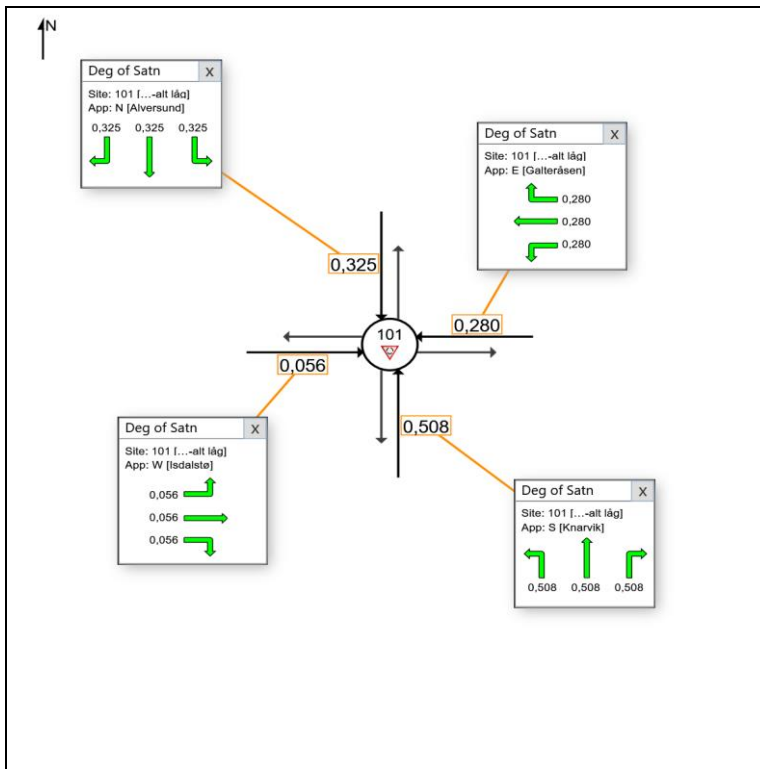 N
Deg of Satn X
Site: 101 [...-alt låg]
App: N [Alversund]
0,325 0,325 0,325
Deg of Satn X
Site: 101 [...-alt låg]
App: E [Galteråsen]
0,280
0,280
0,280
0,325
101
0,280
0,056
0,508
Deg of Satn X
Site: 101 [...-alt låg]
App: W [Isdalstø]
0,056
0,056
0,056
Deg of Satn X
Site: 101 [...-alt låg]
App: S [Knarvik]
0,508 0,508 0,508